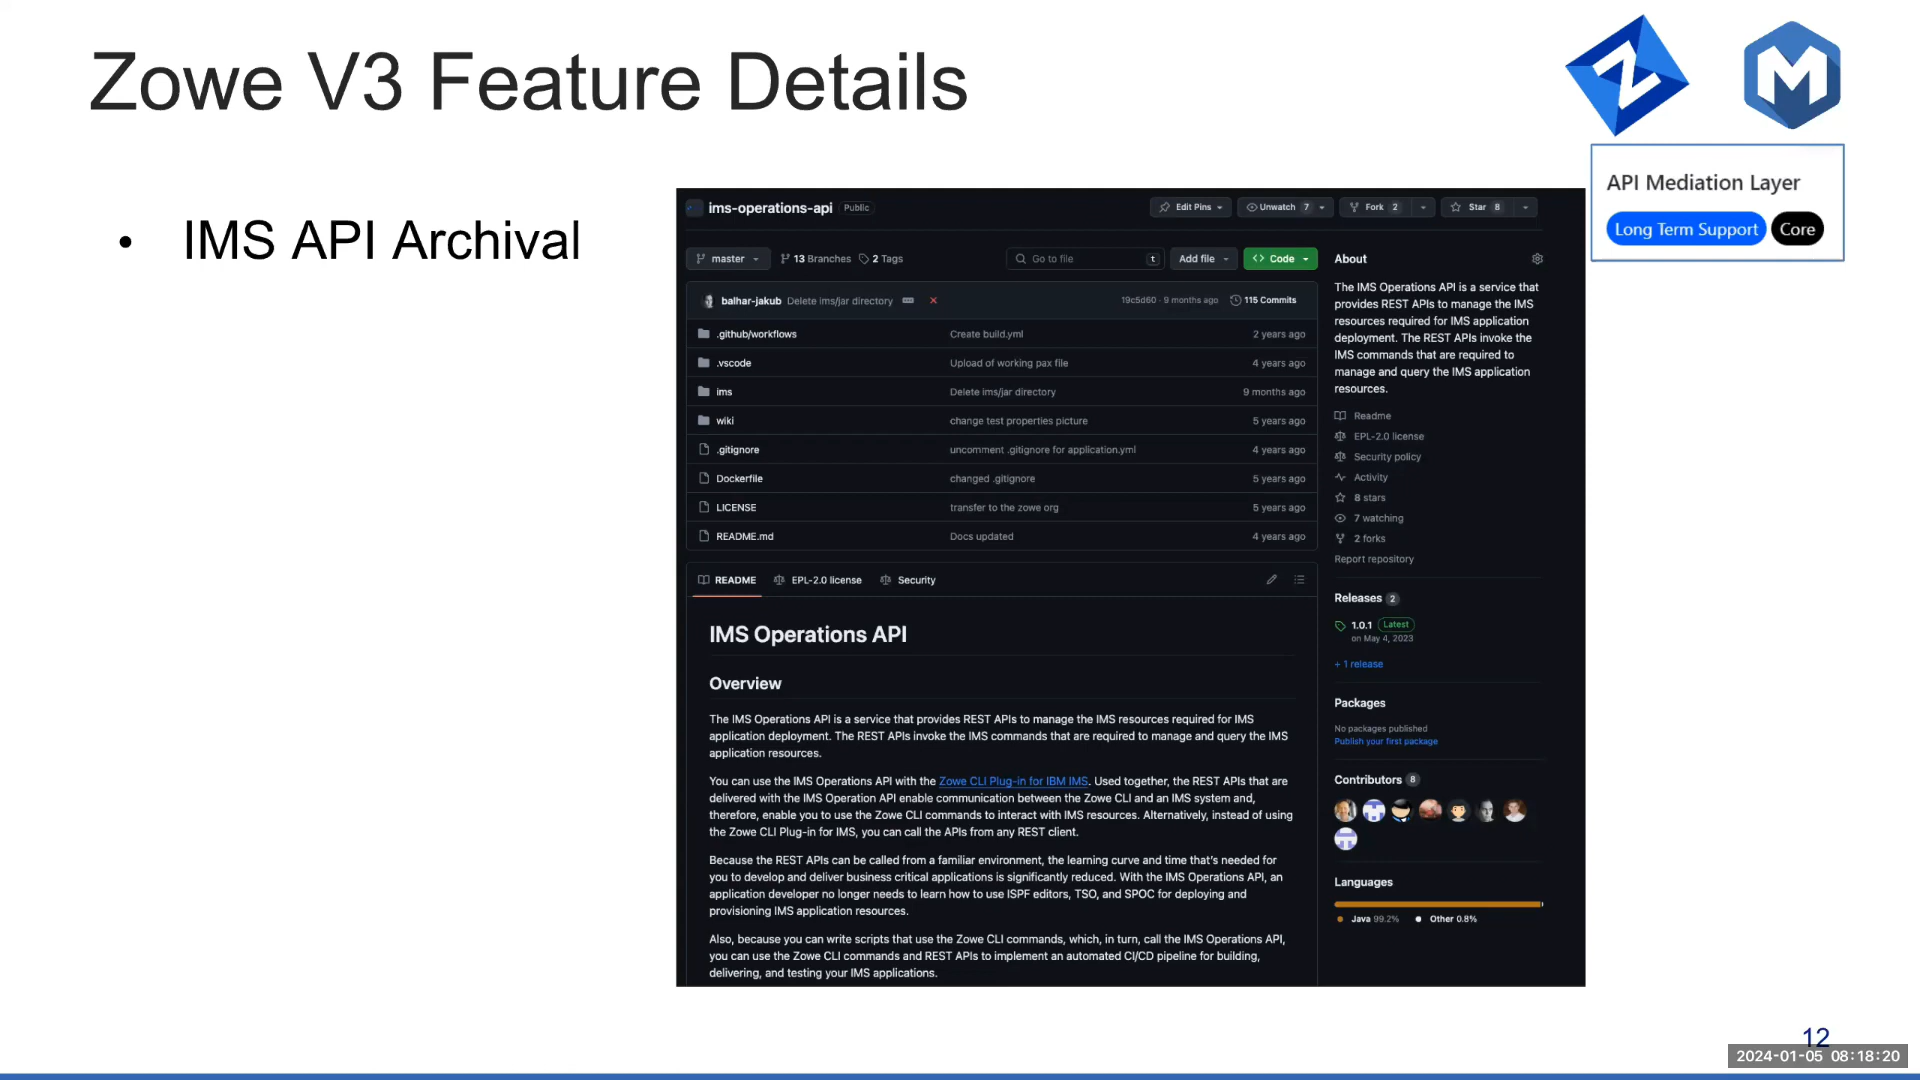 Zowe V3 Feature Details
• IMS API Archival
API Mediation Layer
Long Term Support Core
ims-operations-api Public
Edit Pins Unwatch 7 Fork 2 Star 8
master 13 Branches 2 Tags
Go to file t Add file <> Code
balhar-jakub Delete ims/jar directory 19c5d60 · 9 months ago 115 Commits
.github/workflows Create build.yml 2 years ago
.vscode Upload of working pax file 4 years ago
ims Delete ims/jar directory 9 months ago
wiki change test properties picture 5 years ago
.gitignore uncomment .gitignore for application.yml 4 years ago
Dockerfile changed .gitignore 5 years ago
LICENSE transfer to the zowe org 5 years ago
README.md Docs updated 4 years ago
README EPL-2.0 license Security
IMS Operations API
Overview
The IMS Operations API is a service that provides REST APIs to manage the IMS resources required for IMS
application deployment. The REST APIs invoke the IMS commands that are required to manage and query the IMS
application resources.
You can use the IMS Operations API with the Zowe CLI Plug-in for IBM IMS. Used together, the REST APIs that are
delivered with the IMS Operation API enable communication between the Zowe CLI and an IMS system and,
therefore, enable you to use the Zowe CLI commands to interact with IMS resources. Alternatively, instead of using
the Zowe CLI Plug-in for IMS, you can call the APIs from any REST client.
Because the REST APIs can be called from a familiar environment, the learning curve and time that's needed for
you to develop and deliver business critical applications is significantly reduced. With the IMS Operations API, an
application developer no longer needs to learn how to use ISPF editors, TSO, and SPOC for deploying and
provisioning IMS application resources.
Also, because you can write scripts that use the Zowe CLI commands, which, in turn, call the IMS Operations API,
you can use the Zowe CLI commands and REST APIs to implement an automated CI/CD pipeline for building,
delivering, and testing your IMS applications.
About
The IMS Operations API is a service that
provides REST APIs to manage the IMS
resources required for IMS application
deployment. The REST APIs invoke the
IMS commands that are required to
manage and query the IMS application
resources.
Readme
EPL-2.0 license
Security policy
Activity
8 stars
7 watching
2 forks
Report repository
Releases 2
1.0.1 Latest
on May 4, 2023
+ 1 release
Packages
No packages published
Publish your first package
Contributors 8
Languages
Java 99.2% Other 0.8%
12
2024-01-05 08:18:20